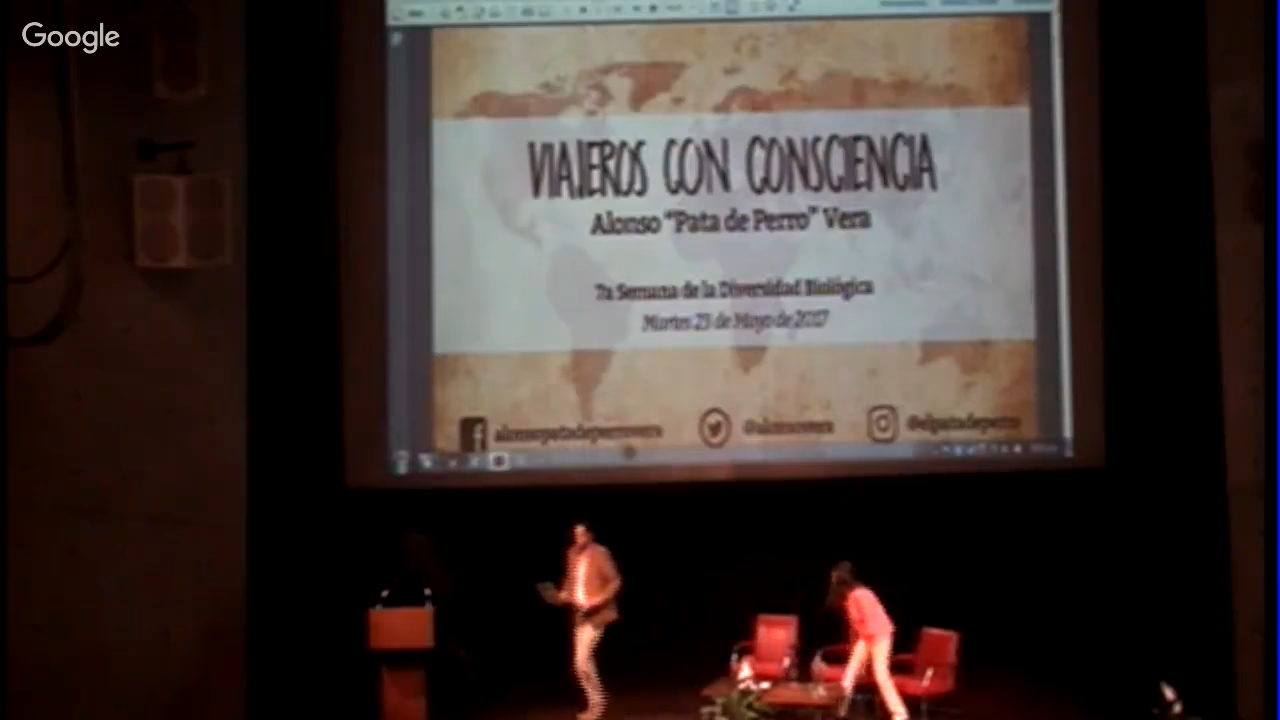 Google
VIAJEROS CON CONSCIENCIA
Alonso "Pata de Perro" Vera
7a Semana de la Diversidad Biológica
Martes 23 de Mayo de 2017
alonsopatadeperrovera
@elpatadeperro